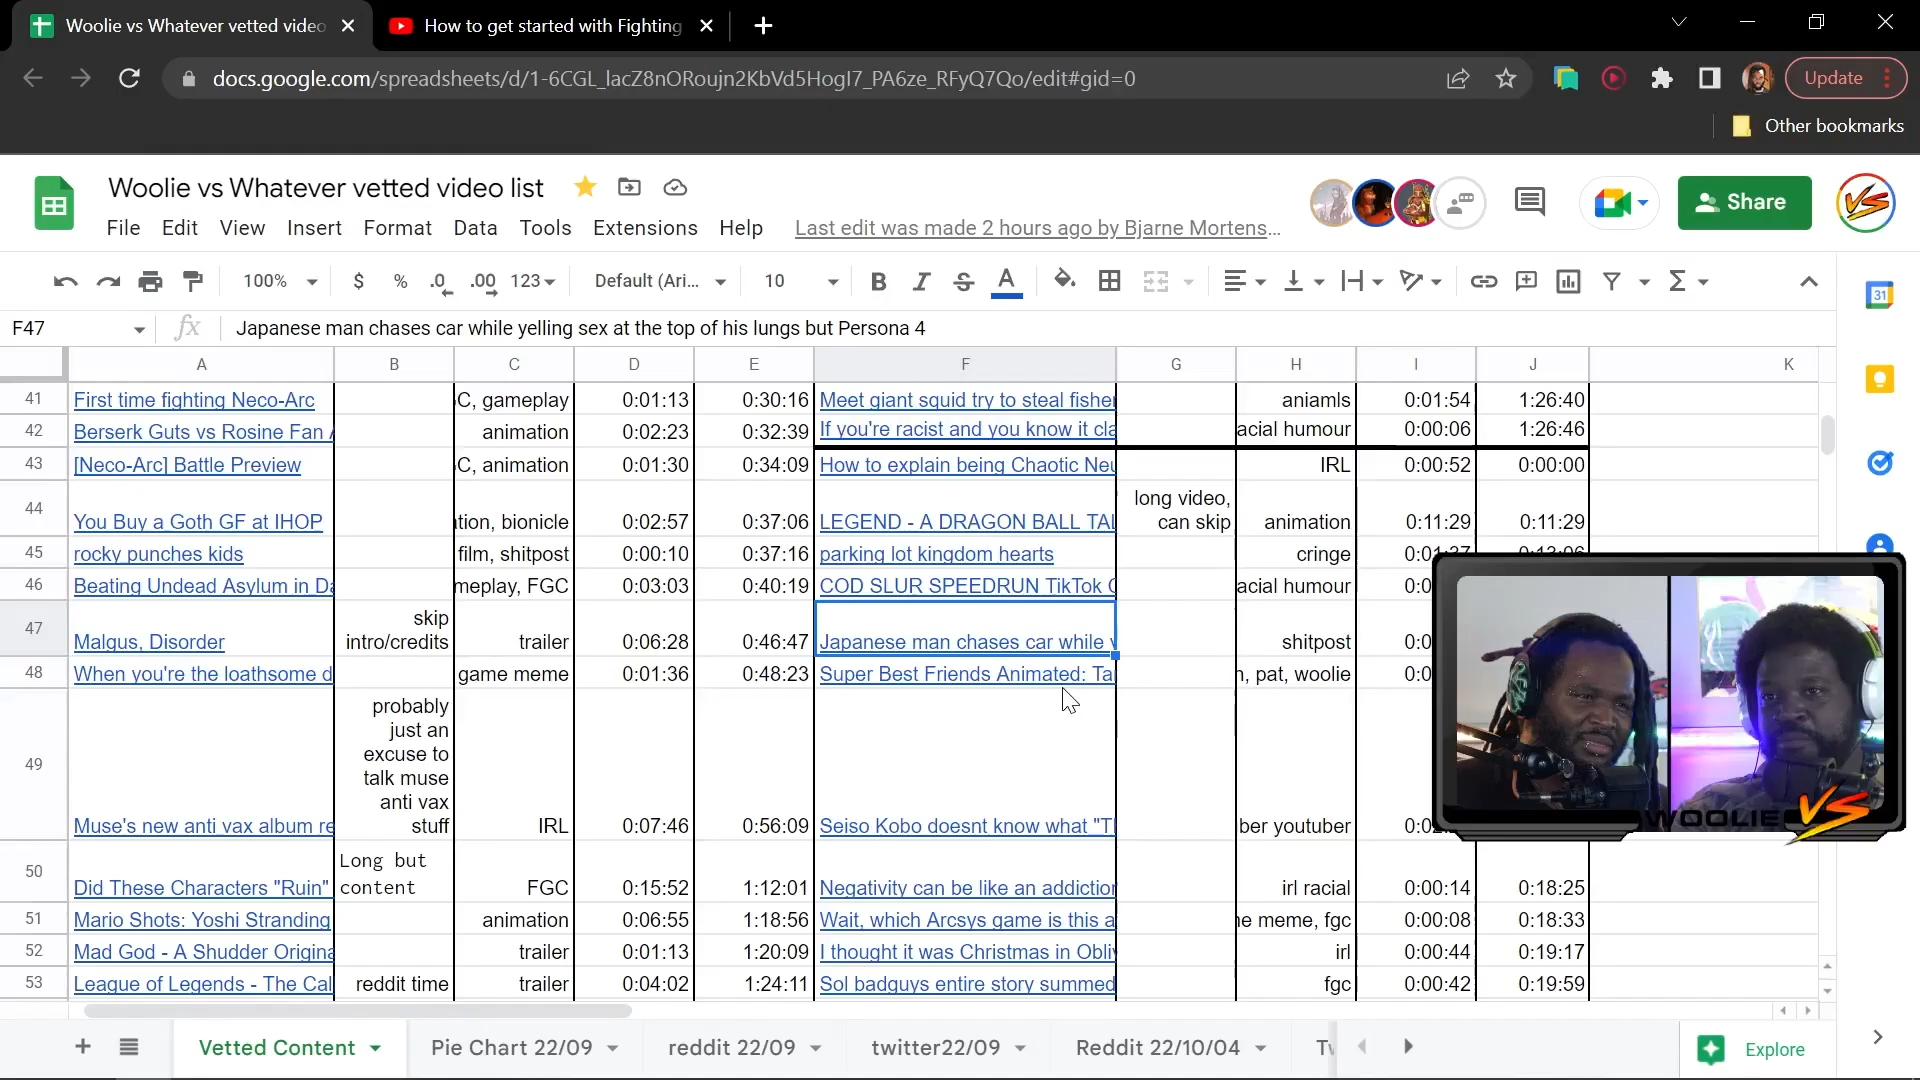 Woolie vs Whatever vetted video
How to get started with Fighting
docs.google.com/spreadsheets/d/1-6CGL_lacZ8nORoujn2KbVd5HogI7_PA6ze_RFyQ7Qo/edit#gid=0
Update
Other bookmarks
Woolie vs Whatever vetted video list
File Edit View Insert Format Data Tools Extensions Help Last edit was made 2 hours ago by Bjarne Mortens...
Share
VS
100% $ % .0 .00 123 Default (Ari... 10 B I S A
31
F47 fx Japanese man chases car while yelling sex at the top of his lungs but Persona 4
A B C D E F G H I J K
41 First time fighting Neco-Arc C, gameplay 0:01:13 0:30:16 Meet giant squid try to steal fisher aniamls 0:01:54 1:26:40
42 Berserk Guts vs Rosine Fan A animation 0:02:23 0:32:39 If you're racist and you know it cla acial humour 0:00:06 1:26:46
43 [Neco-Arc] Battle Preview C, animation 0:01:30 0:34:09 How to explain being Chaotic Neu IRL 0:00:52 0:00:00
long video,
44 You Buy a Goth GF at IHOP tion, bionicle 0:02:57 0:37:06 LEGEND - A DRAGON BALL TAL can skip animation 0:11:29 0:11:29
45 rocky punches kids film, shitpost 0:00:10 0:37:16 parking lot kingdom hearts cringe 0:01:37 0:13:06
46 Beating Undead Asylum in Da meplay, FGC 0:03:03 0:40:19 COD SLUR SPEEDRUN TikTok C acial humour 0:0
skip
47 Malgus, Disorder intro/credits trailer 0:06:28 0:46:47 Japanese man chases car while y shitpost 0:0
48 When you're the loathsome d game meme 0:01:36 0:48:23 Super Best Friends Animated: Ta n, pat, woolie 0:0
probably
just an
excuse to
talk muse
anti vax
49 Muse's new anti vax album re stuff IRL 0:07:46 0:56:09 Seiso Kobo doesnt know what "Tl ber youtuber
WOOLIE VS
Long but
50 Did These Characters "Ruin" content FGC 0:15:52 1:12:01 Negativity can be like an addiction irl racial 0:00:14 0:18:25
51 Mario Shots: Yoshi Stranding animation 0:06:55 1:18:56 Wait, which Arcsys game is this a ne meme, fgc 0:00:08 0:18:33
52 Mad God - A Shudder Origina trailer 0:01:13 1:20:09 I thought it was Christmas in Obliv irl 0:00:44 0:19:17
53 League of Legends - The Cal reddit time trailer 0:04:02 1:24:11 Sol badguys entire story summed fgc 0:00:42 0:19:59
Vetted Content Pie Chart 22/09 reddit 22/09 twitter22/09 Reddit 22/10/04 Tw Explore